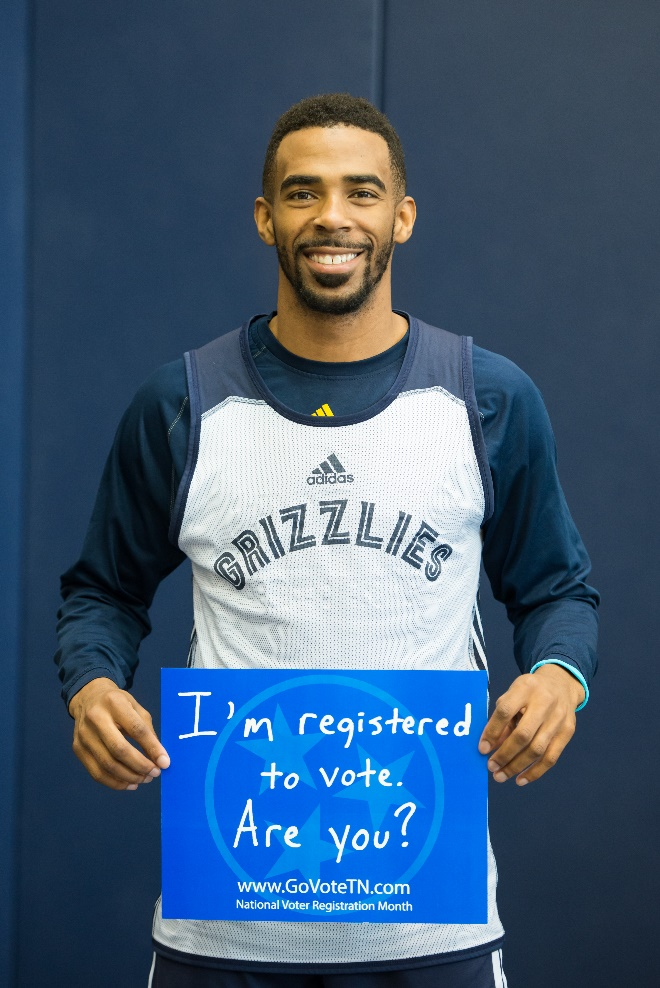 adidas
GRIZZLIES
I'm registered
to vote.
Are you?
www.GoVoteTN.com
National Voter Registration Month